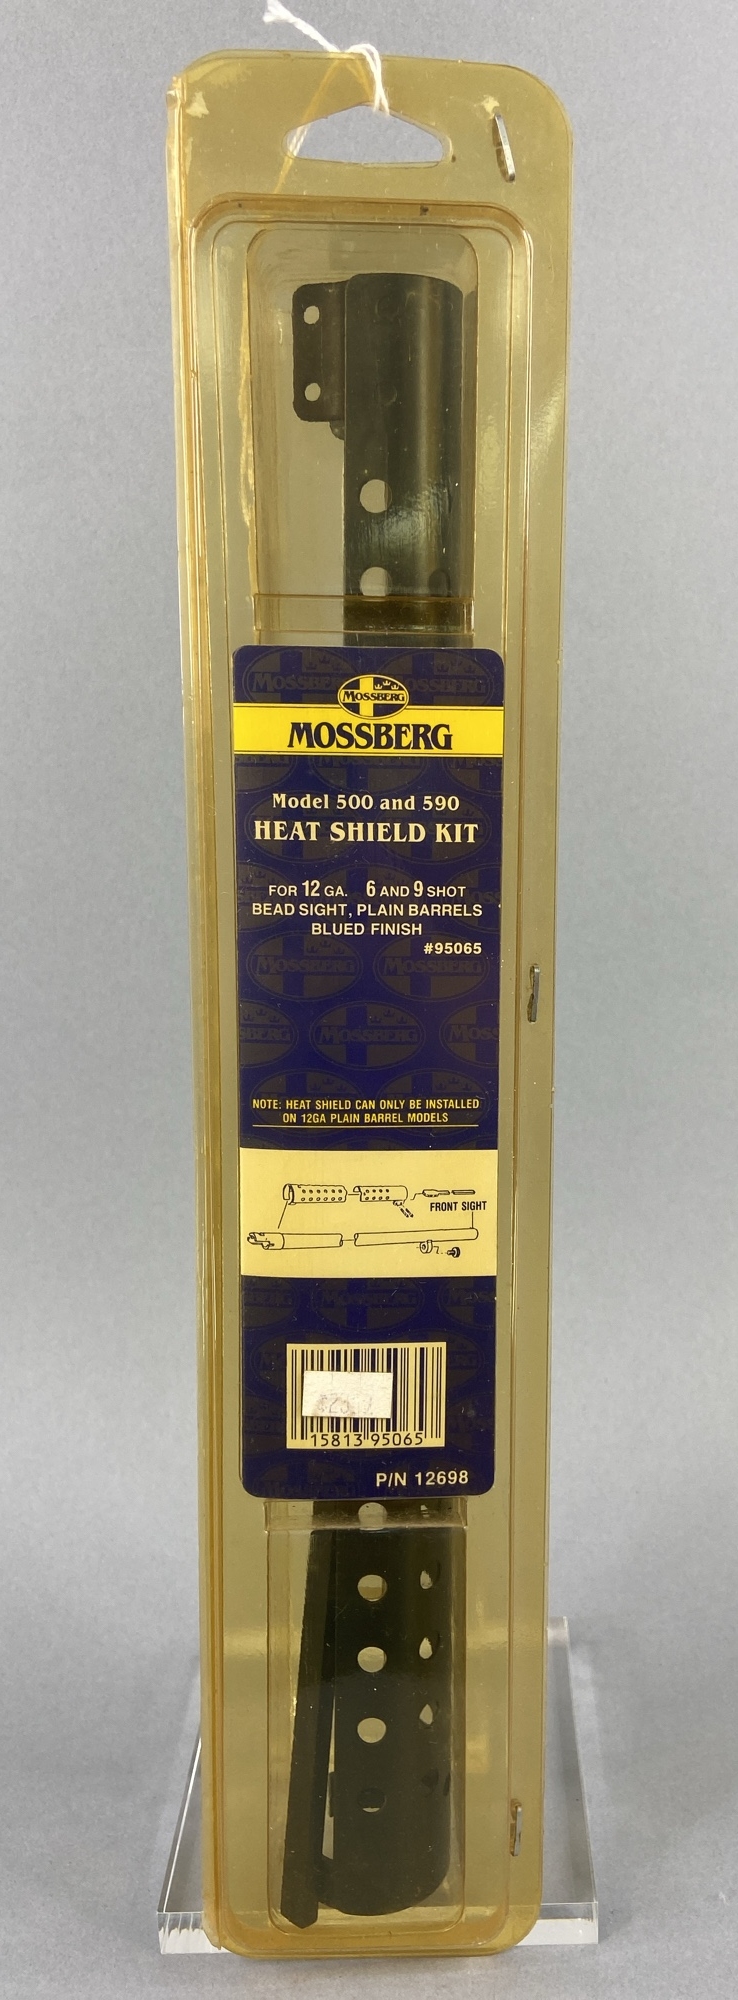 MOSSBERG
MOSSBERG
Model 500 and 590
HEAT SHIELD KIT
FOR 12 GA. 6 AND 9 SHOT
BEAD SIGHT, PLAIN BARRELS
BLUED FINISH
#95065
NOTE: HEAT SHIELD CAN ONLY BE INSTALLED
ON 12GA PLAIN BARREL MODELS
FRONT SIGHT
15813 95065
P/N 12698